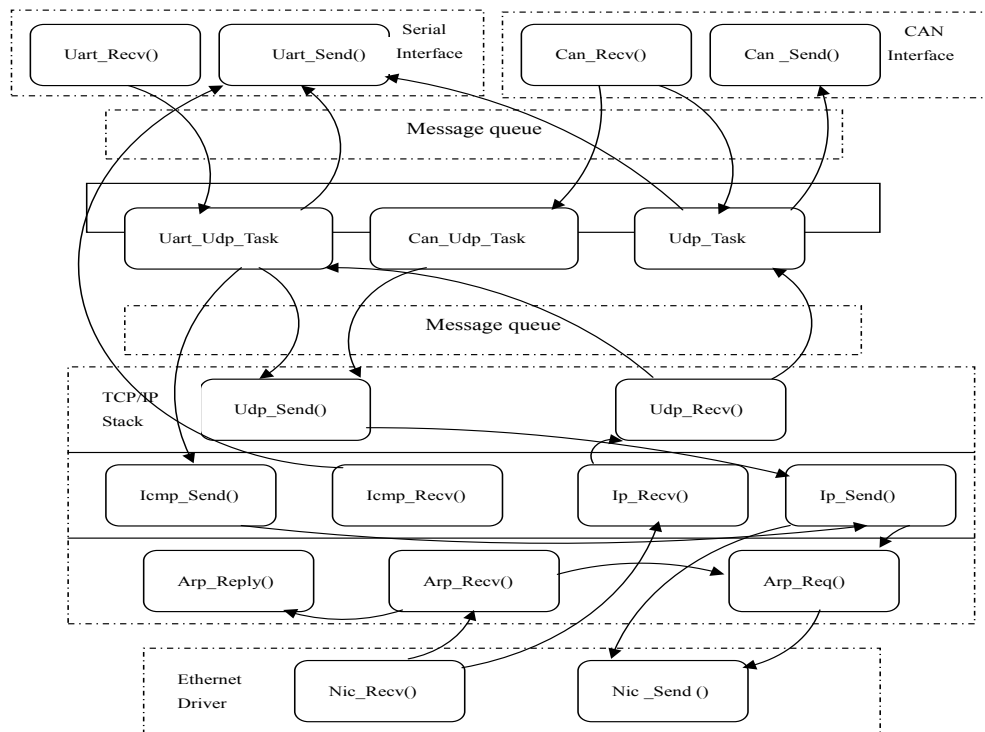 Serial
Interface
CAN
Interface
Uart_Recv()
Uart_Send()
Can_Recv()
Can _Send()
Message queue
Uart_Udp_Task
Can_Udp_Task
Udp_Task
Message queue
TCP/IP
Stack
Udp_Send()
Udp_Recv()
Icmp_Send()
Icmp_Recv()
Ip_Recv()
Ip_Send()
Arp_Reply()
Arp_Recv()
Arp_Req()
Ethernet
Driver
Nic_Recv()
Nic _Send ()